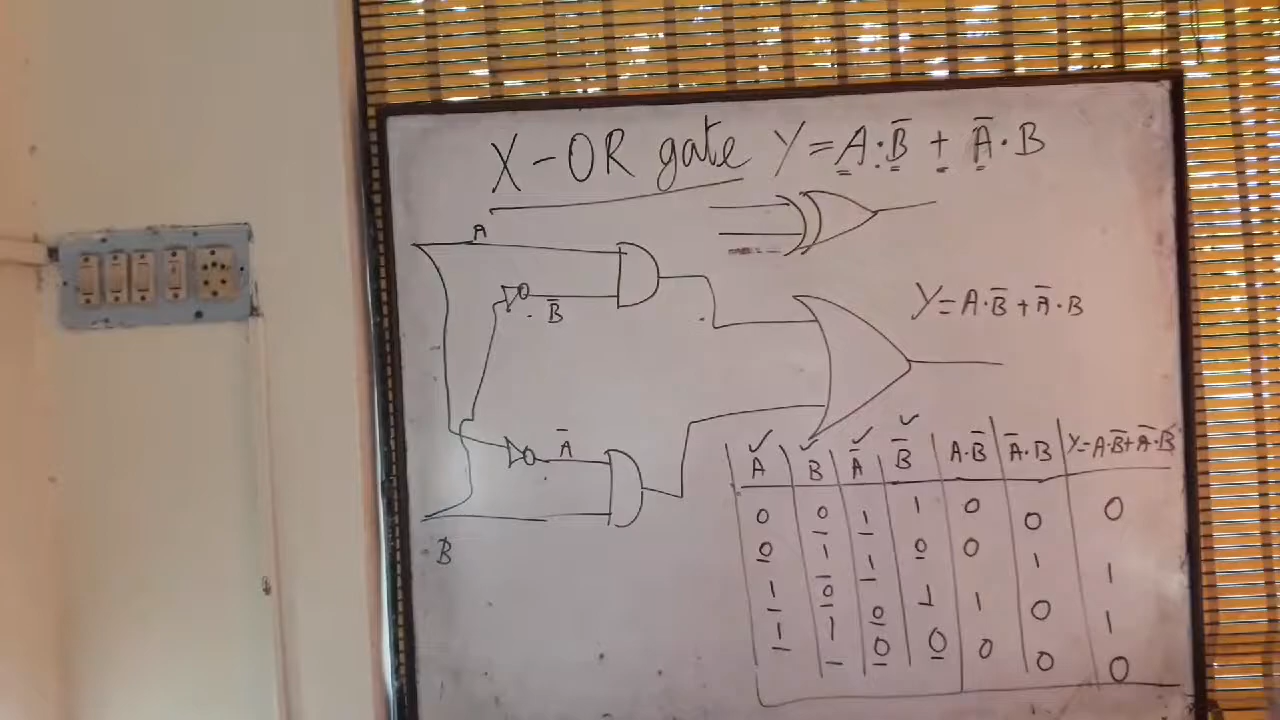 X-OR gate Y=A·B̅ + A̅·B
A
B̅
Y=A·B̅+A̅·B
A̅
B
A B A̅ B̅ A·B̅ A̅·B Y=A·B̅+A̅·B
0 0 1 1 0 0 0
0 1 1 0 0 1 1
1 0 0 1 1 0 1
1 1 0 0 0 0 0